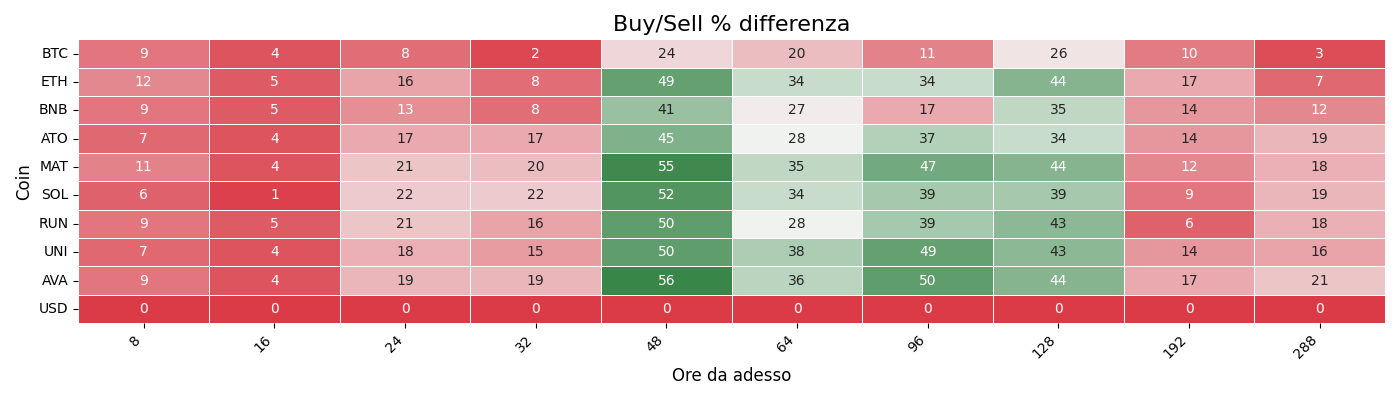 Buy/Sell % differenza
Coin
BTC 9 4 8 2 24 20 11 26 10 3
ETH 12 5 16 8 49 34 34 44 17 7
BNB 9 5 13 8 41 27 17 35 14 12
ATO 7 4 17 17 45 28 37 34 14 19
MAT 11 4 21 20 55 35 47 44 12 18
SOL 6 1 22 22 52 34 39 39 9 19
RUN 9 5 21 16 50 28 39 43 6 18
UNI 7 4 18 15 50 38 49 43 14 16
AVA 9 4 19 19 56 36 50 44 17 21
USD 0 0 0 0 0 0 0 0 0 0
8 16 24 32 48 64 96 128 192 288
Ore da adesso